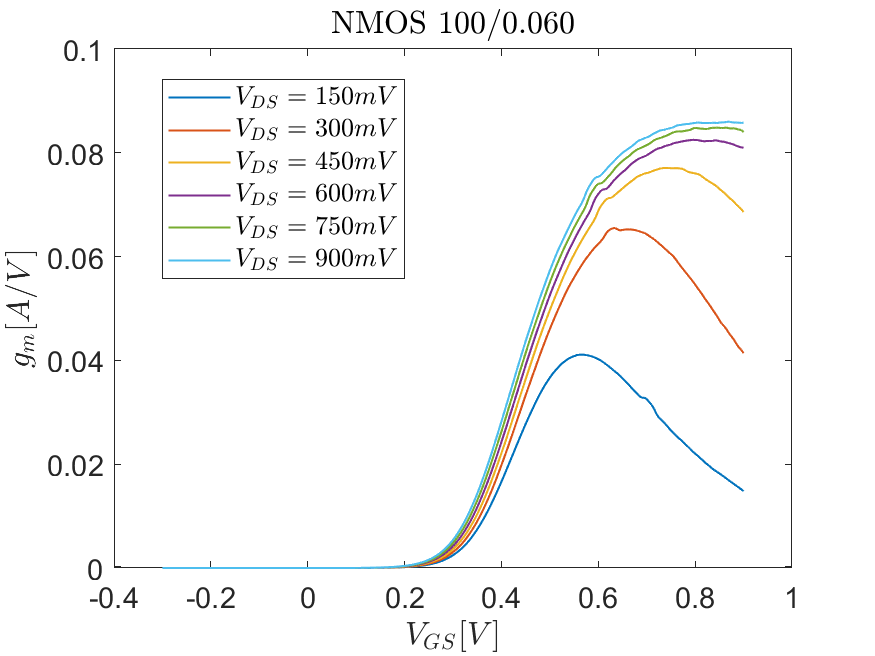 NMOS 100/0.060
0.1
0.08
0.06
0.04
0.02
0
g_m[A/V]
V_DS = 150mV
V_DS = 300mV
V_DS = 450mV
V_DS = 600mV
V_DS = 750mV
V_DS = 900mV
-0.4 -0.2 0 0.2 0.4 0.6 0.8 1
V_GS[V]